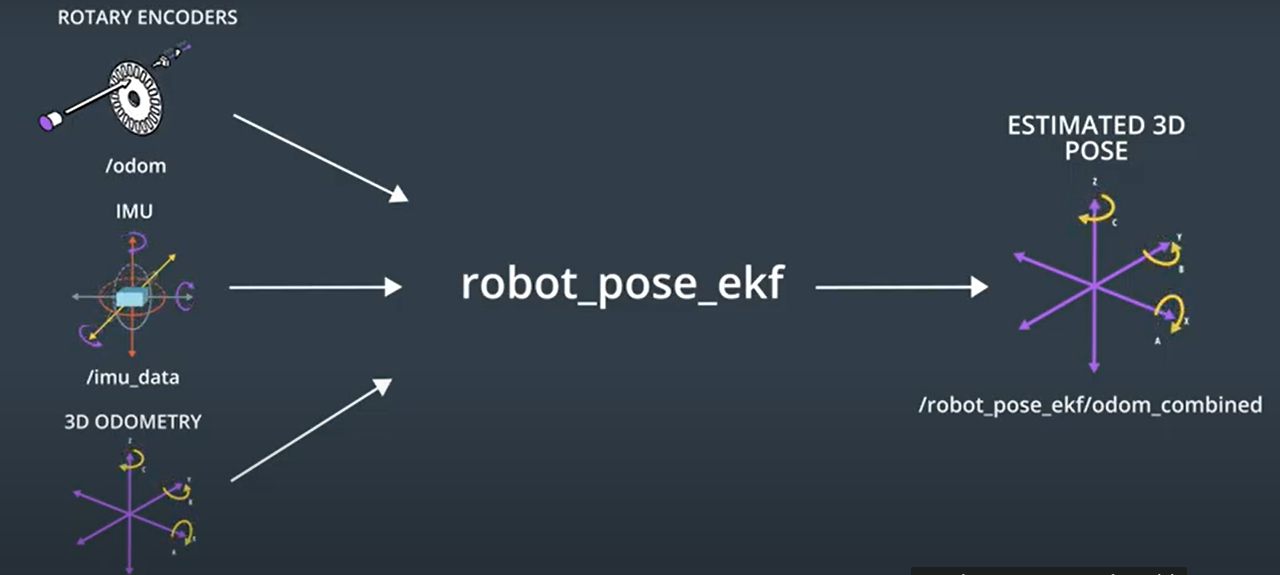 ROTARY ENCODERS
/odom
IMU
/imu_data
3D ODOMETRY
Z
C
Y
B
X
A
robot_pose_ekf
ESTIMATED 3D
POSE
Z
C
Y
B
X
A
/robot_pose_ekf/odom_combined